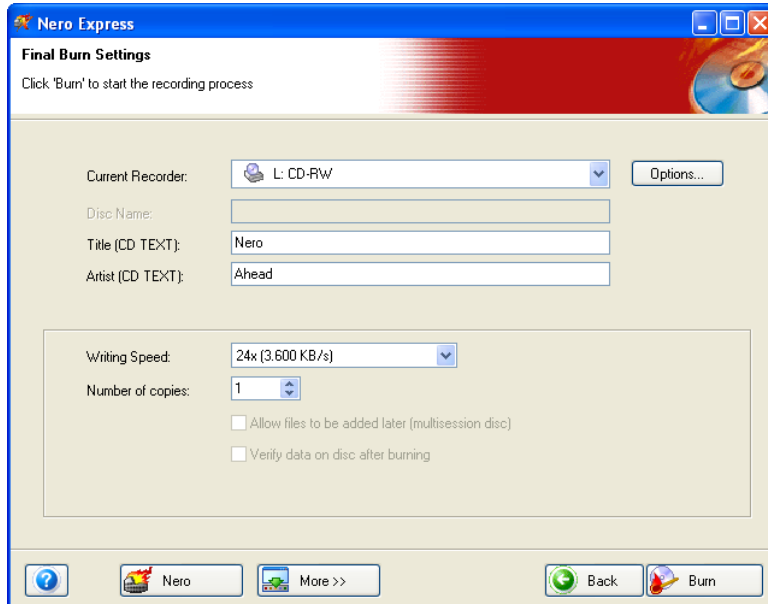 Nero Express
Final Burn Settings
Click 'Burn' to start the recording process
Current Recorder: L: CD-RW Options...
Disc Name:
Title (CD TEXT): Nero
Artist (CD TEXT): Ahead
Writing Speed: 24x (3.600 KB/s)
Number of copies: 1
Allow files to be added later (multisession disc)
Verify data on disc after burning
? Nero More >> Back Burn